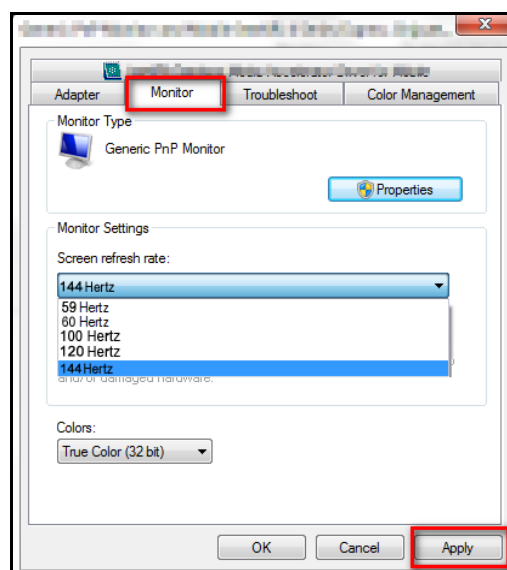 Adapter
Monitor
Troubleshoot
Color Management
Monitor Type
Generic PnP Monitor
Properties
Monitor Settings
Screen refresh rate:
144 Hertz
59 Hertz
60 Hertz
100 Hertz
120 Hertz
144 Hertz
and/or damaged hardware.
Colors:
True Color (32 bit)
OK
Cancel
Apply